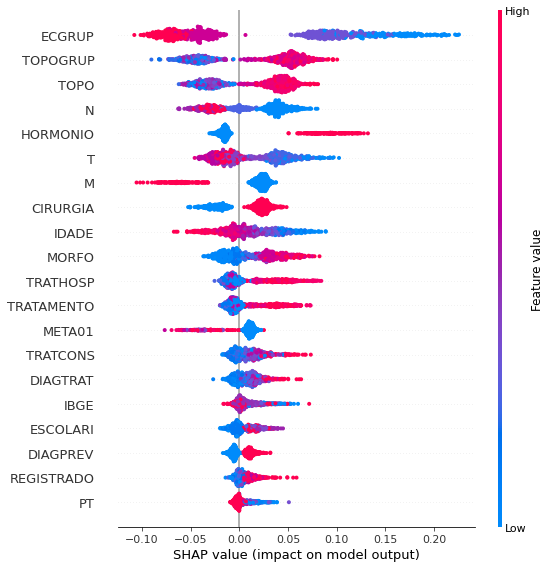 High
ECGRUP
TOPOGRUP
TOPO
N
HORMONIO
T
M
CIRURGIA
IDADE
MORFO
TRATHOSP
TRATAMENTO
META01
TRATCONS
DIAGTRAT
IBGE
ESCOLARI
DIAGPREV
REGISTRADO
PT
Feature value
Low
−0.10 −0.05 0.00 0.05 0.10 0.15 0.20
SHAP value (impact on model output)